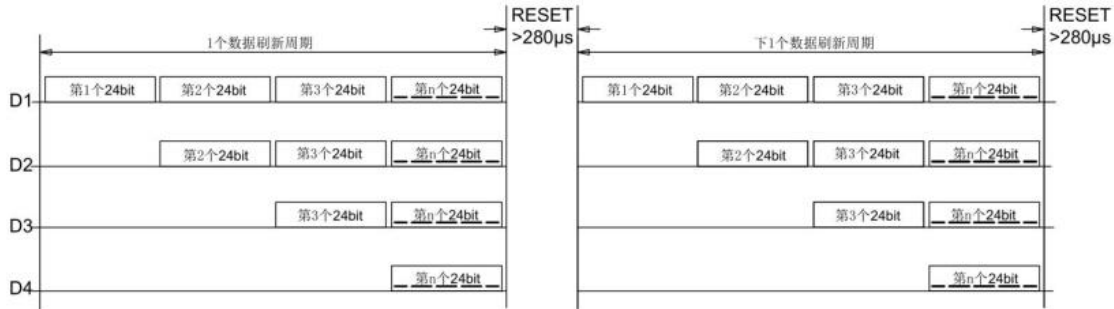 RESET
>280μs
RESET
>280μs
1个数据刷新周期
下1个数据刷新周期
D1 第1个24bit 第2个24bit 第3个24bit 第n个24bit 第1个24bit 第2个24bit 第3个24bit 第n个24bit
D2 第2个24bit 第3个24bit 第n个24bit 第2个24bit 第3个24bit 第n个24bit
D3 第3个24bit 第n个24bit 第3个24bit 第n个24bit
D4 第n个24bit 第n个24bit